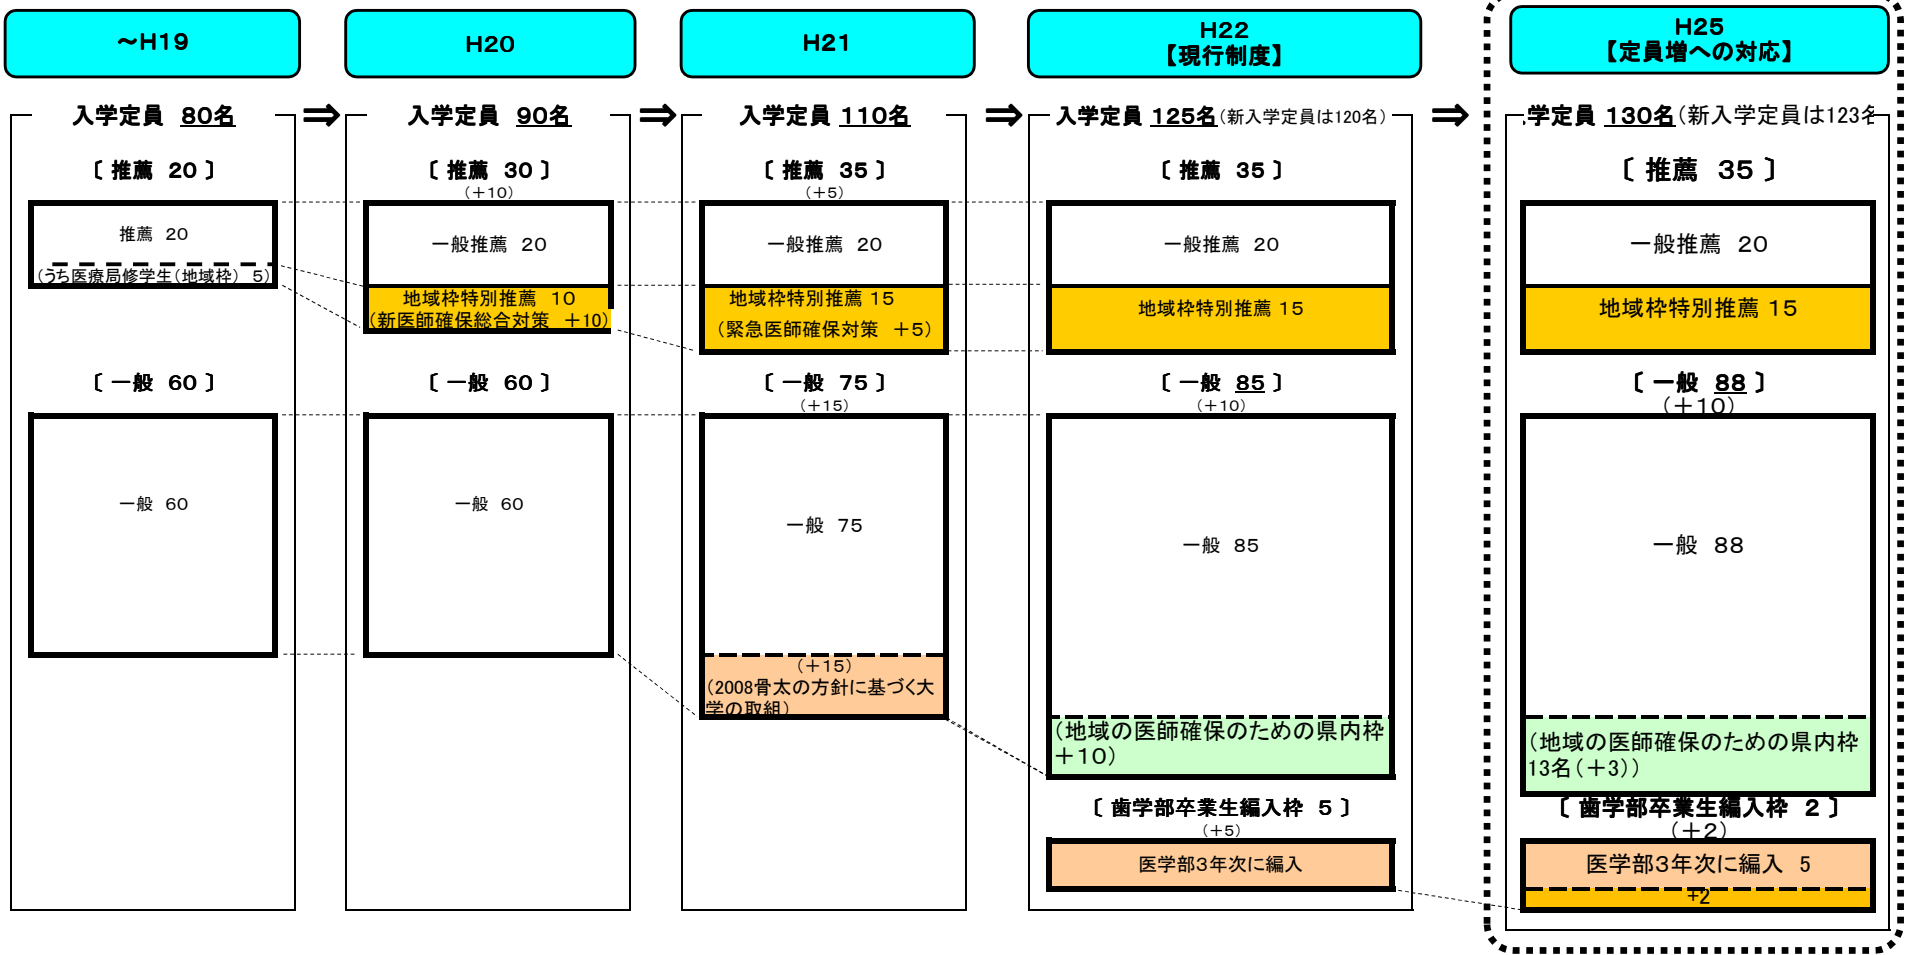 ～H19
入学定員 80名
〔 推薦 20 〕
推薦 20
（うち医療局修学生（地域枠） 5）
〔 一般 60 〕
一般 60
⇒
H20
入学定員 90名
〔 推薦 30 〕
（＋10）
一般推薦 20
地域枠特別推薦 10
（新医師確保総合対策 ＋10）
〔 一般 60 〕
一般 60
⇒
H21
入学定員 110名
〔 推薦 35 〕
（＋5）
一般推薦 20
地域枠特別推薦 15
（緊急医師確保対策 ＋5）
〔 一般 75 〕
（＋15）
一般 75
（＋15）
（2008骨太の方針に基づく大
学の取組）
⇒
H22
【現行制度】
入学定員 125名（新入学定員は120名）
〔 推薦 35 〕
一般推薦 20
地域枠特別推薦 15
〔 一般 85 〕
（＋10）
一般 85
（地域の医師確保のための県内枠
＋10）
〔 歯学部卒業生編入枠 5 〕
（＋5）
医学部3年次に編入
⇒
H25
【定員増への対応】
学定員 130名（新入学定員は123名
〔 推薦 35 〕
一般推薦 20
地域枠特別推薦 15
〔 一般 88 〕
（＋10）
一般 88
（地域の医師確保のための県内枠
13名（＋3））
〔 歯学部卒業生編入枠 2 〕
（＋2）
医学部3年次に編入 5
+2